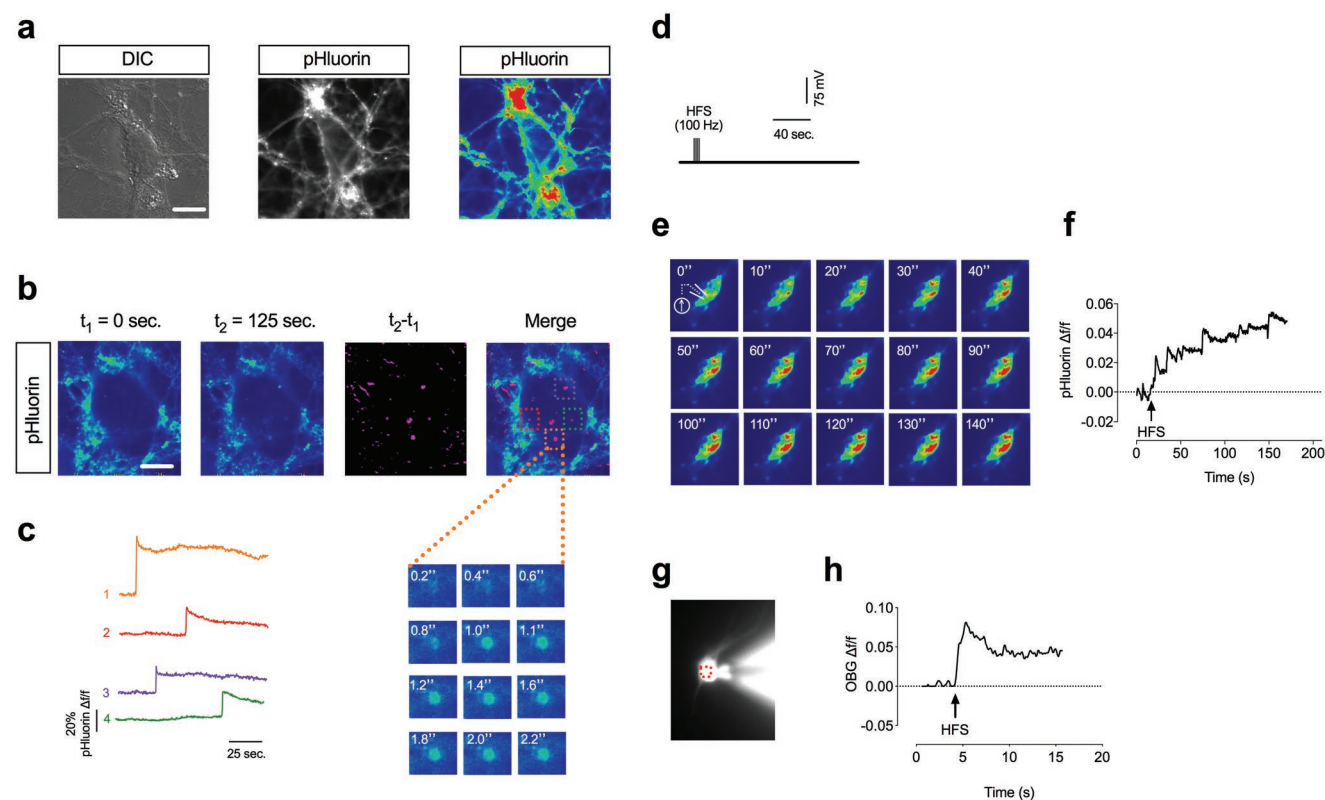 a
DIC
pHluorin
pHluorin
b
t1 = 0 sec.
t2 = 125 sec.
t2-t1
Merge
pHluorin
c
1
2
3
4
20%
pHluorin Δf/f
25 sec.
0.2’’
0.4’’
0.6’’
0.8’’
1.0’’
1.1’’
1.2’’
1.4’’
1.6’’
1.8’’
2.0’’
2.2’’
d
HFS
(100 Hz)
75 mV
40 sec.
e
0’’
10’’
20’’
30’’
40’’
50’’
60’’
70’’
80’’
90’’
100’’
110’’
120’’
130’’
140’’
f
pHluorin Δf/f
0.06
0.04
0.02
0.00
-0.02
HFS
0
50
100
150
200
Time (s)
g
h
OBG Δf/f
0.10
0.05
0.00
-0.05
HFS
0
5
10
15
20
Time (s)